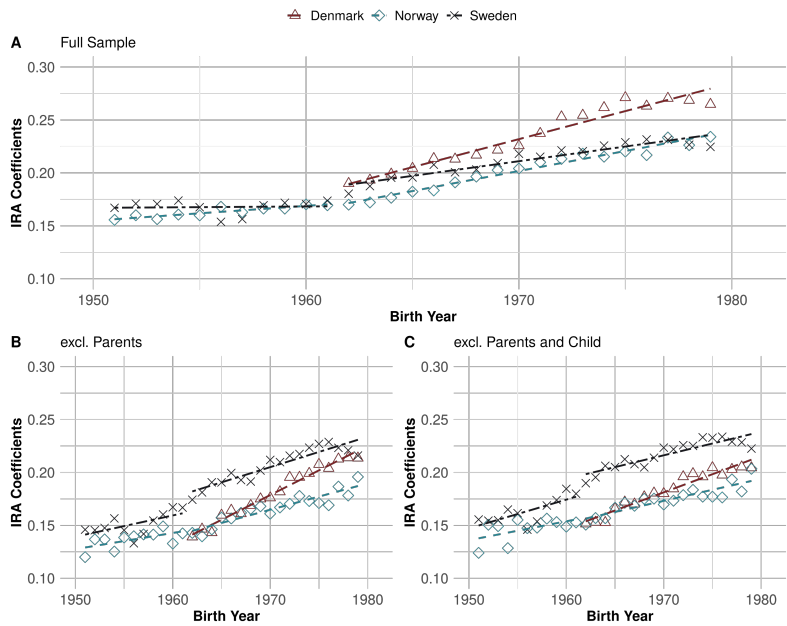 Denmark Norway Sweden
A Full Sample
0.30
0.25
0.20
0.15
0.10
IRA Coefficients
1950 1960 1970 1980
Birth Year
B excl. Parents
0.30
0.25
0.20
0.15
0.10
IRA Coefficients
1950 1960 1970 1980
Birth Year
C excl. Parents and Child
0.30
0.25
0.20
0.15
0.10
IRA Coefficients
1950 1960 1970 1980
Birth Year